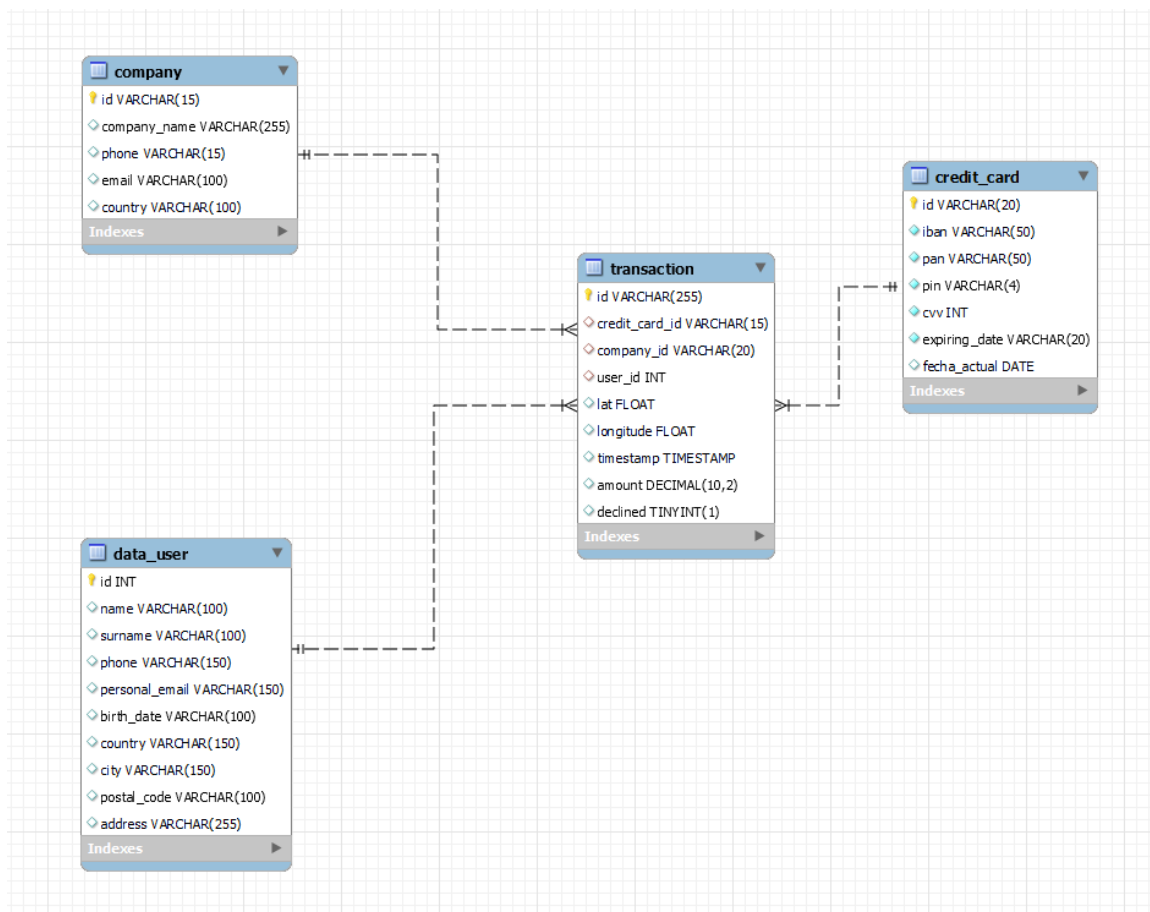 company
id VARCHAR(15)
company_name VARCHAR(255)
phone VARCHAR(15)
email VARCHAR(100)
country VARCHAR(100)
Indexes
credit_card
id VARCHAR(20)
iban VARCHAR(50)
pan VARCHAR(50)
pin VARCHAR(4)
cvv INT
expiring_date VARCHAR(20)
fecha_actual DATE
Indexes
transaction
id VARCHAR(255)
credit_card_id VARCHAR(15)
company_id VARCHAR(20)
user_id INT
lat FLOAT
longitude FLOAT
timestamp TIMESTAMP
amount DECIMAL(10,2)
declined TINYINT(1)
Indexes
data_user
id INT
name VARCHAR(100)
surname VARCHAR(100)
phone VARCHAR(150)
personal_email VARCHAR(150)
birth_date VARCHAR(100)
country VARCHAR(150)
city VARCHAR(150)
postal_code VARCHAR(100)
address VARCHAR(255)
Indexes